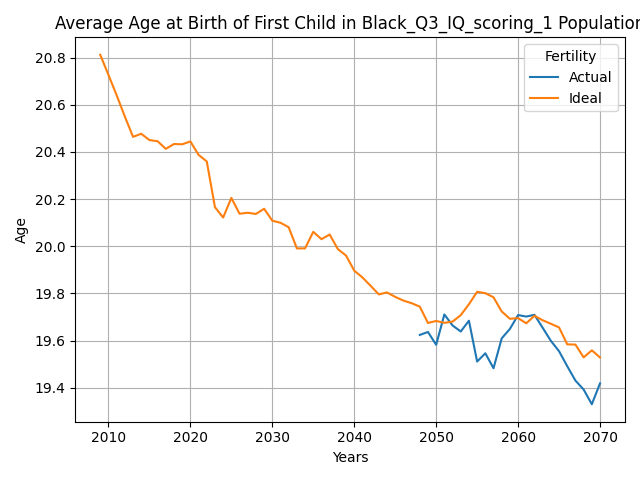 Average Age at Birth of First Child in Black_Q3_IQ_scoring_1 Population
Fertility
Actual
Ideal
20.8
20.6
20.4
20.2
20.0
19.8
19.6
19.4
Age
2010 2020 2030 2040 2050 2060 2070
Years